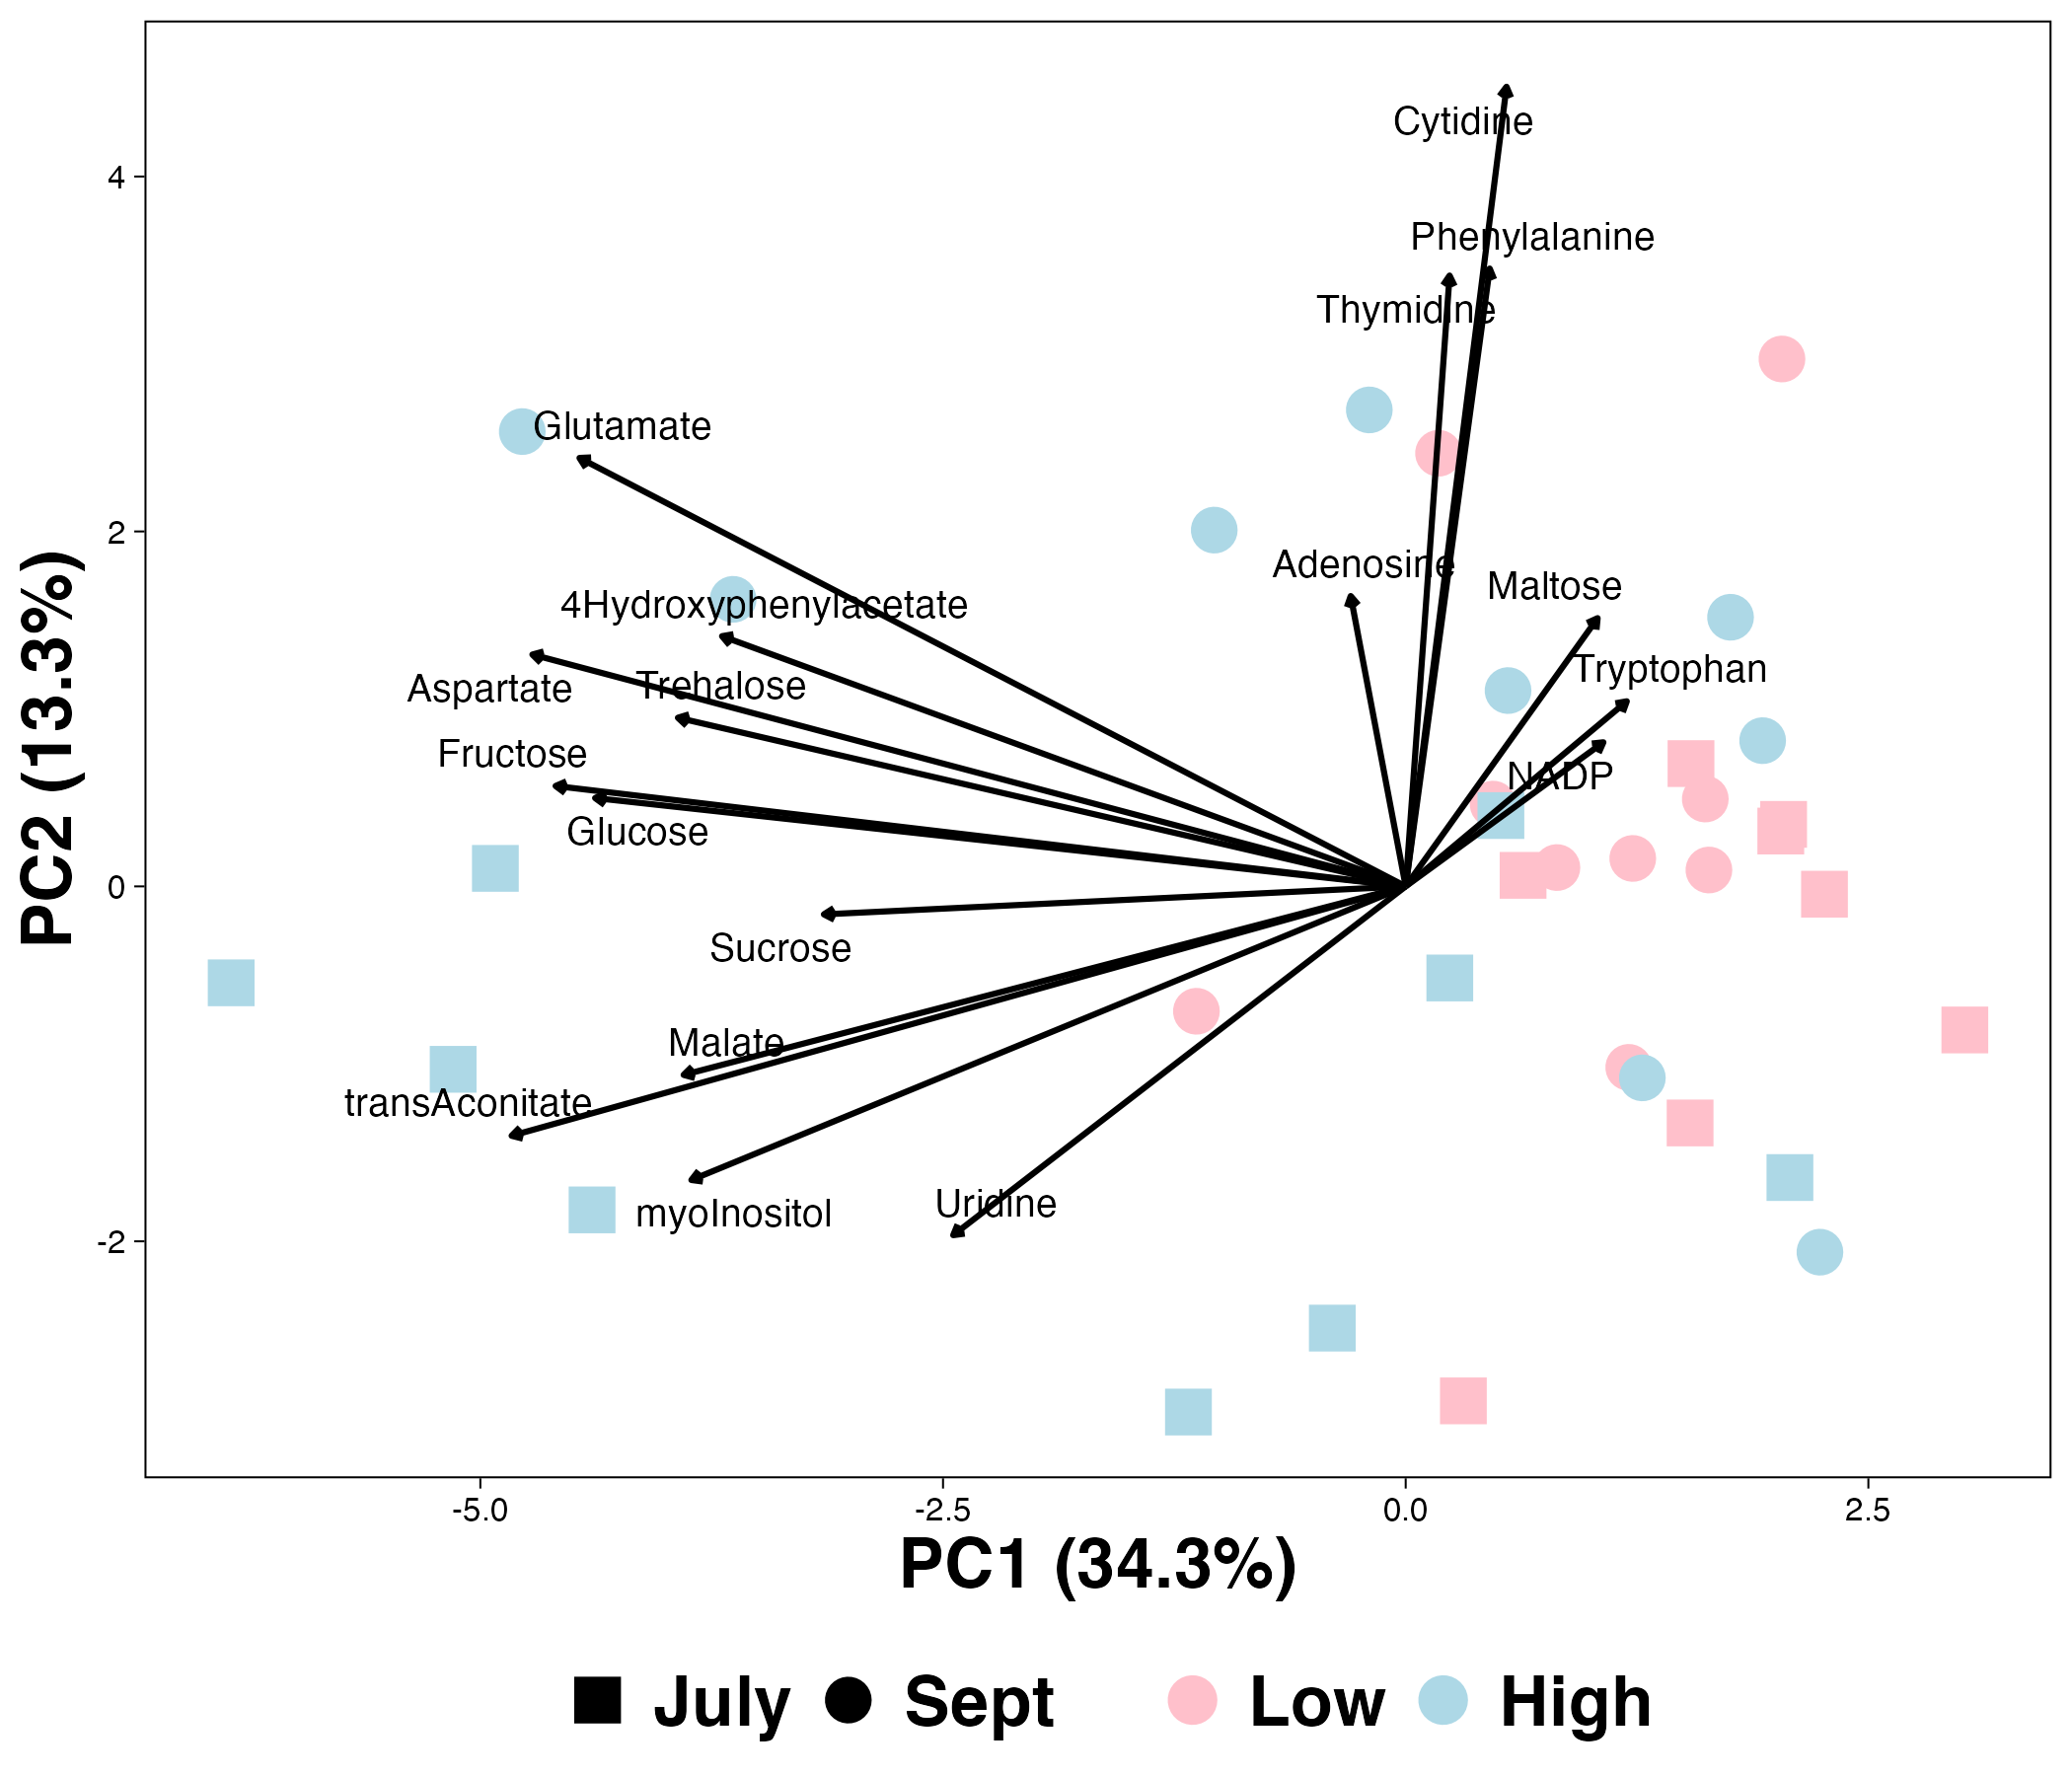 Cytidine
4
Phenylalanine
Thymidine
Glutamate
2
Adenosine
Maltose
4Hydroxyphenylacetate
Tryptophan
Aspartate
Trehalose
Fructose
NADP
Glucose
0
Sucrose
Malate
transAconitate
myoInositol
Uridine
-2
PC2 (13.3%)
-5.0 -2.5 0.0 2.5
PC1 (34.3%)
July Sept Low High